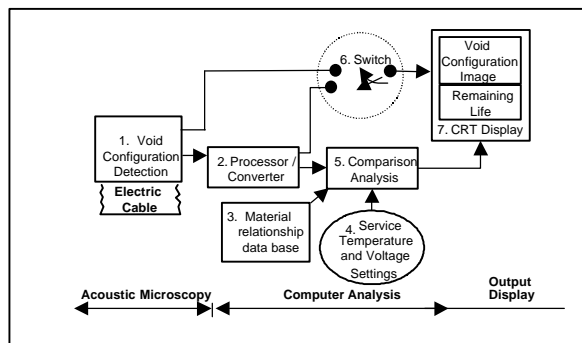 6. Switch
Void
Configuration
Image
Remaining
Life
7. CRT Display
1. Void
Configuration
Detection
Electric
Cable
2. Processor /
Converter
5. Comparison
Analysis
3. Material
relationship
data base
4. Service
Temperature
and Voltage
Settings
Acoustic Microscopy
Computer Analysis
Output
Display